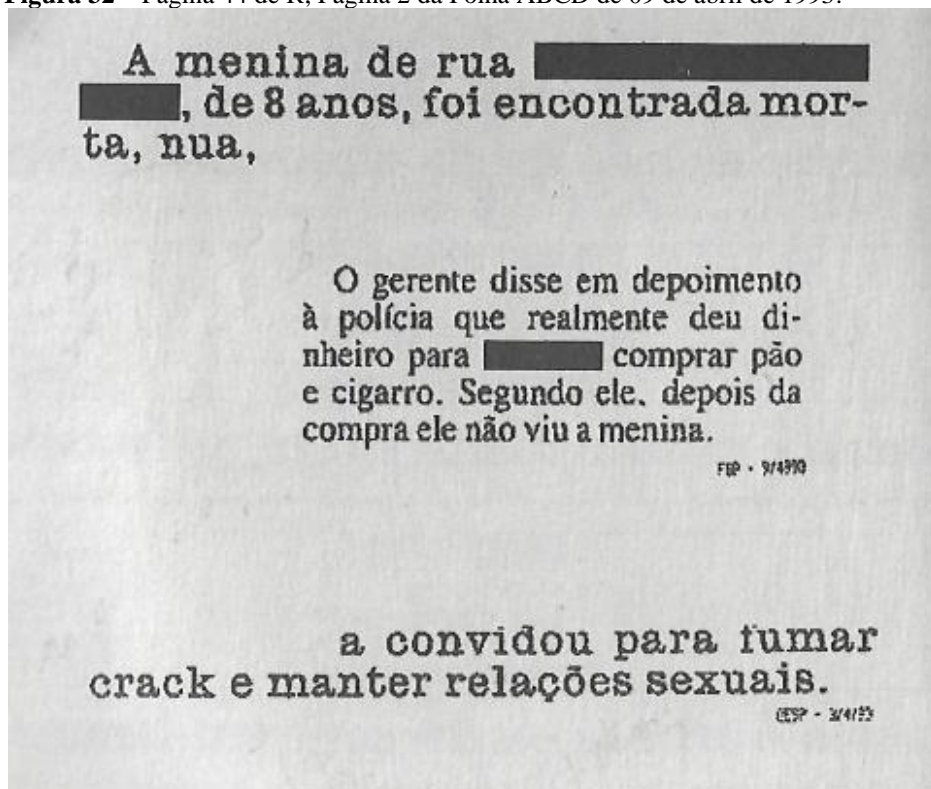 Página 44 de R, Página 2 da Folha ABCD de 09 de abril de 1993.
A menina de rua
, de 8 anos, foi encontrada mor-
ta, nua,
O gerente disse em depoimento
à polícia que realmente deu di-
nheiro para comprar pão
e cigarro. Segundo ele, depois da
compra ele não viu a menina.
a convidou para fumar
crack e manter relações sexuais.